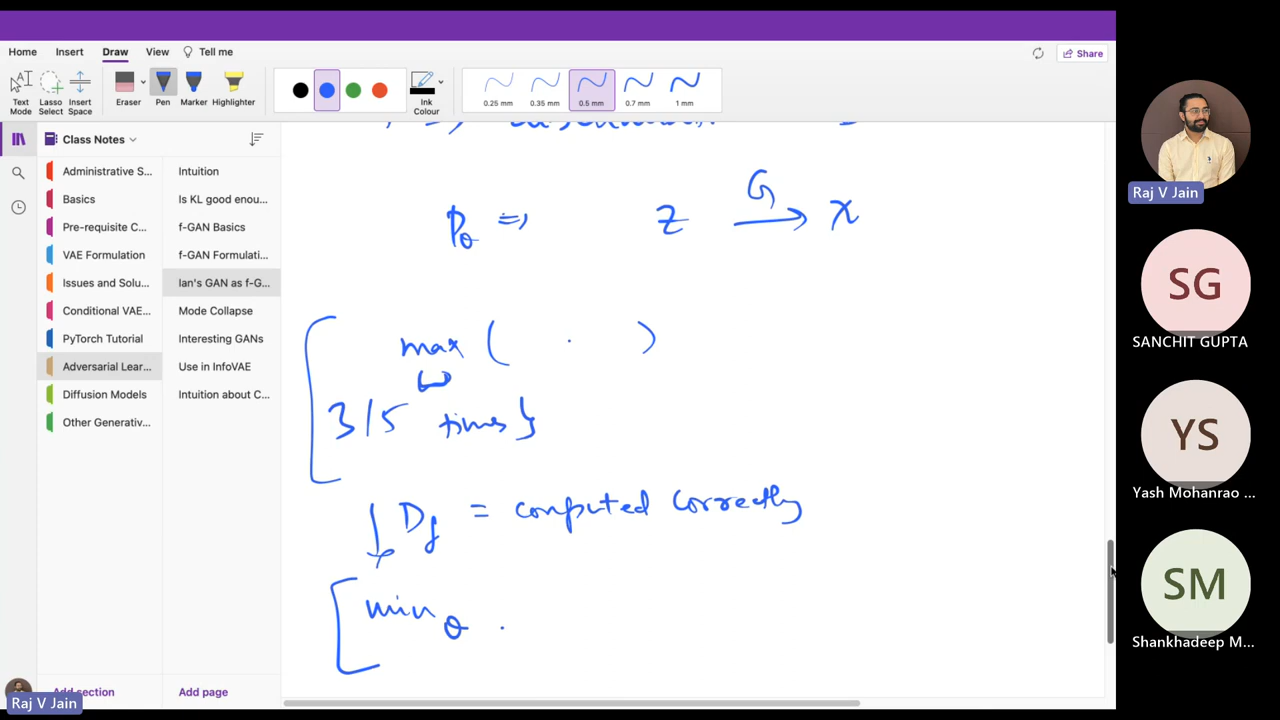 Home Insert Draw View Tell me
Share
Text Mode
Lasso Select
Insert Space
Eraser
Pen
Marker
Highlighter
Ink Colour
0.25 mm 0.35 mm 0.5 mm 0.7 mm 1 mm
Class Notes
Administrative S...
Basics
Pre-requisite C...
VAE Formulation
Issues and Solu...
Conditional VAE...
PyTorch Tutorial
Adversarial Lear...
Diffusion Models
Other Generativ...
Add section
Intuition
Is KL good enou...
f-GAN Basics
f-GAN Formulati...
Ian's GAN as f-G...
Mode Collapse
Interesting GANs
Use in InfoVAE
Intuition about C...
Add page
pθ ⇒ z G→ x
max ( . )
ω
3/5 times}
↓ Df = computed correctly
min θ .
Raj V Jain
SG
SANCHIT GUPTA
YS
Yash Mohanrao ...
SM
Shankhadeep M...
Raj V Jain